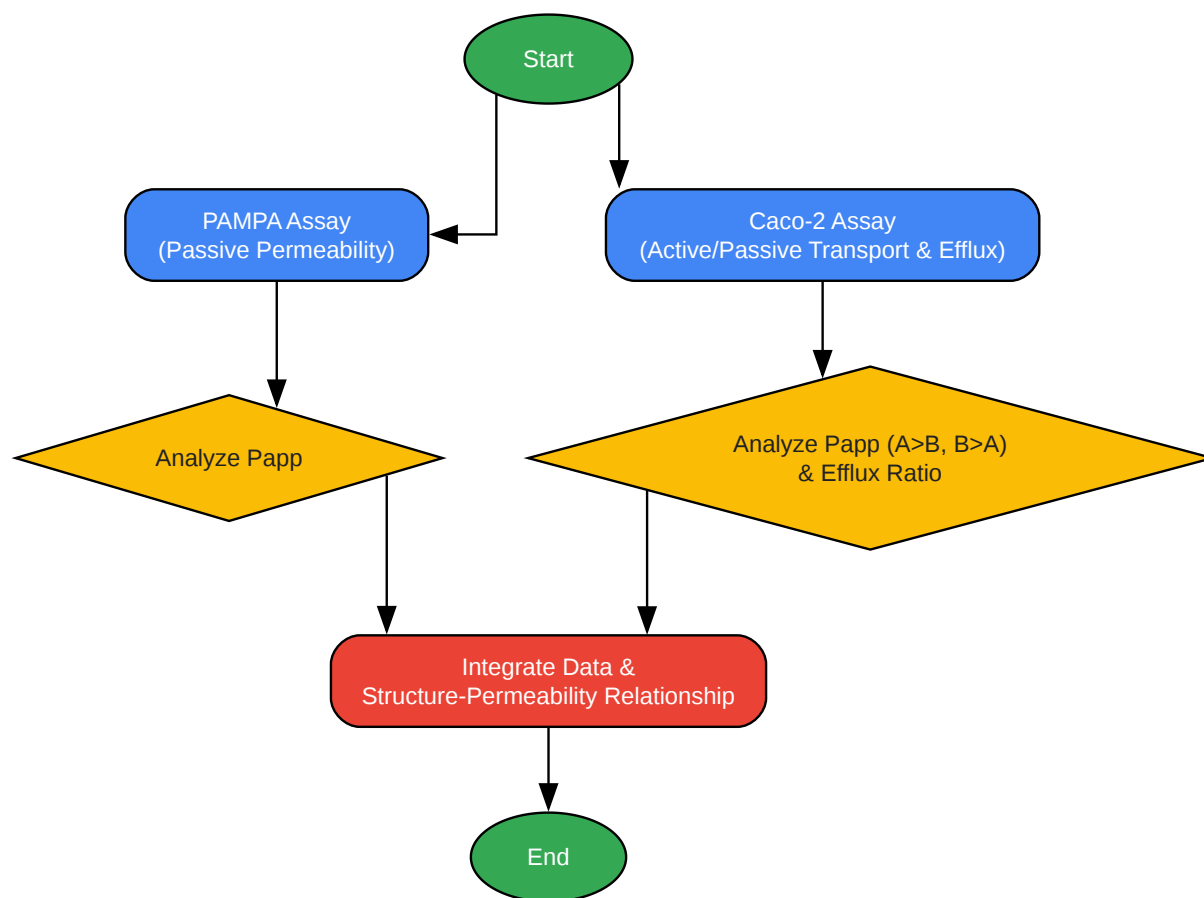 Start
PAMPA Assay
(Passive Permeability)
Caco-2 Assay
(Active/Passive Transport & Efflux)
Analyze Papp
Analyze Papp (A>B, B>A)
& Efflux Ratio
Integrate Data &
Structure-Permeability Relationship
End